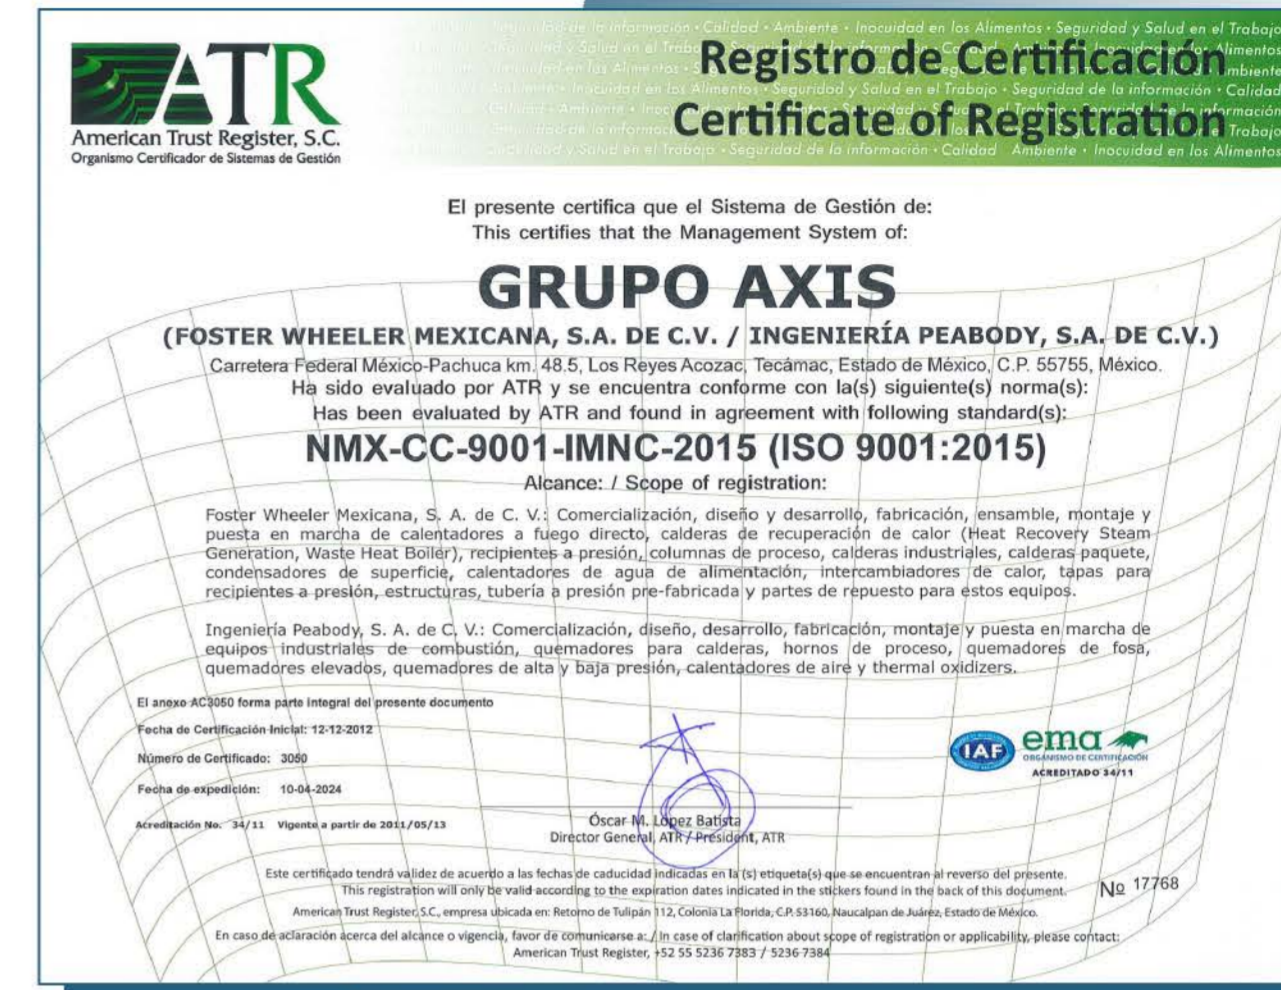 ATR
American Trust Register, S.C.
Organismo Certificador de Sistemas de Gestión
Registro de Certificación
Certificate of Registration
El presente certifica que el Sistema de Gestión de:
This certifies that the Management System of:
GRUPO AXIS
(FOSTER WHEELER MEXICANA, S.A. DE C.V. / INGENIERÍA PEABODY, S.A. DE C.V.)
Carretera Federal México-Pachuca km. 48.5, Los Reyes Acozac, Tecámac, Estado de México, C.P. 55755, México.
Ha sido evaluado por ATR y se encuentra conforme con la(s) siguiente(s) norma(s):
Has been evaluated by ATR and found in agreement with following standard(s):
NMX-CC-9001-IMNC-2015 (ISO 9001:2015)
Alcance: / Scope of registration:
Foster Wheeler Mexicana, S. A. de C. V.: Comercialización, diseño y desarrollo, fabricación, ensamble, montaje y
puesta en marcha de calentadores a fuego directo, calderas de recuperación de calor (Heat Recovery Steam
Generation, Waste Heat Boiler), recipientes a presión, columnas de proceso, calderas industriales, calderas paquete,
condensadores de superficie, calentadores de agua de alimentación, intercambiadores de calor, tapas para
recipientes a presión, estructuras, tubería a presión pre-fabricada y partes de repuesto para estos equipos.
Ingeniería Peabody, S. A. de C. V.: Comercialización, diseño, desarrollo, fabricación, montaje y puesta en marcha de
equipos industriales de combustión, quemadores para calderas, hornos de proceso, quemadores de fosa,
quemadores elevados, quemadores de alta y baja presión, calentadores de aire y thermal oxidizers.
El anexo AC3050 forma parte integral del presente documento
Fecha de Certificación Inicial: 12-12-2012
Número de Certificado: 3050
Fecha de expedición: 10-04-2024
Acreditación No. 34/11 Vigente a partir de 2011/05/13
IAF
ema
ORGANISMO DE CERTIFICACIÓN
ACREDITADO 34/11
Óscar M. López Batista
Director General, ATR / President, ATR
Este certificado tendrá validez de acuerdo a las fechas de caducidad indicadas en la (s) etiqueta(s) que se encuentran al reverso del presente.
This registration will only be valid according to the expiration dates indicated in the stickers found in the back of this document.
Nº 17768
American Trust Register, S.C., empresa ubicada en: Retorno de Tulipán 112, Colonia La Florida, C.P. 53160, Naucalpan de Juárez, Estado de México.
En caso de aclaración acerca del alcance o vigencia, favor de comunicarse a: / In case of clarification about scope of registration or applicability, please contact:
American Trust Register, +52 55 5236 7383 / 5236 7384